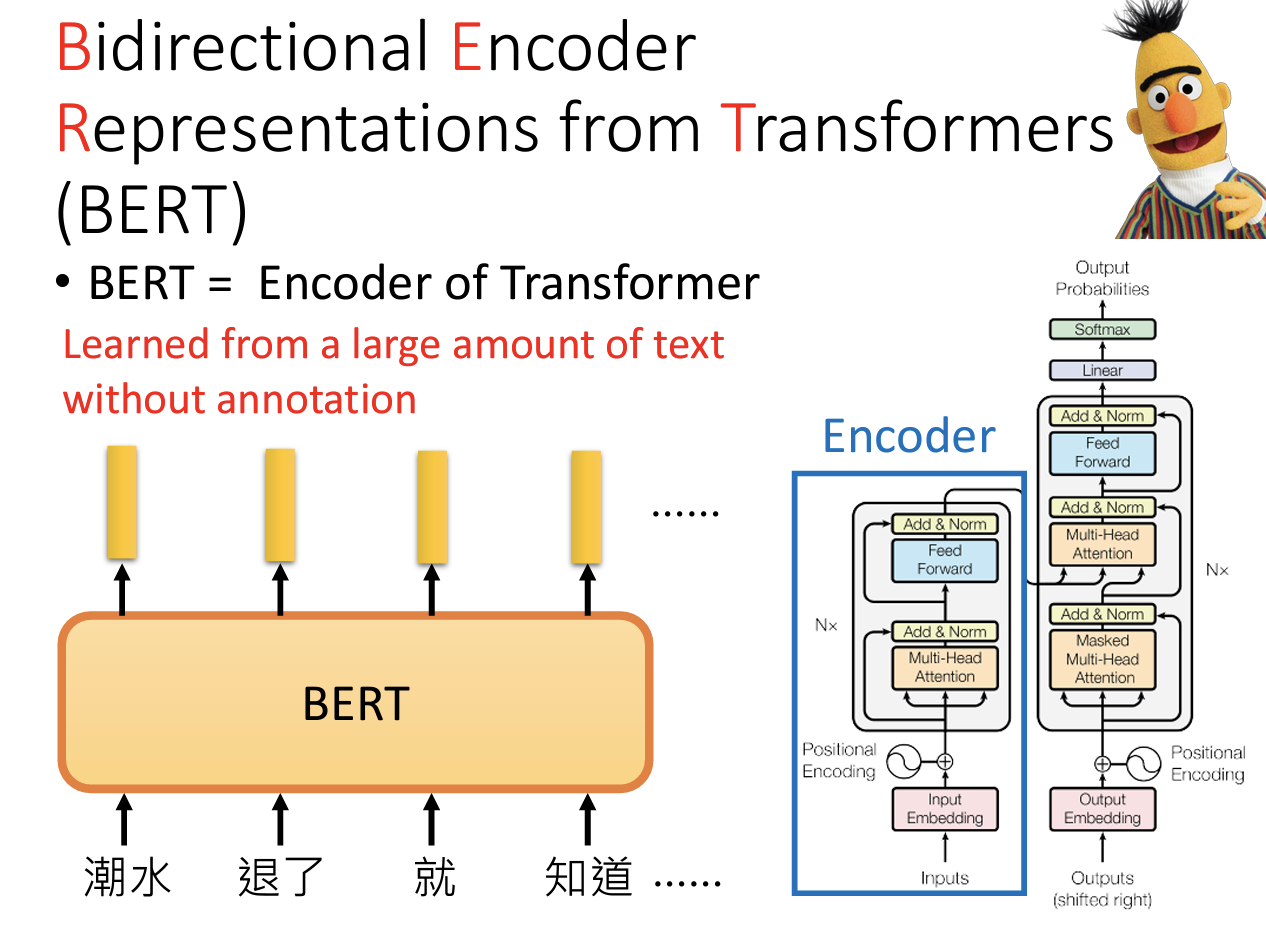 Bidirectional Encoder
Representations from Transformers
(BERT)
• BERT = Encoder of Transformer
Learned from a large amount of text
without annotation
......
BERT
潮水 退了 就 知道 ......
Encoder
Output
Probabilities
Softmax
Linear
Add & Norm
Feed
Forward
Add & Norm
Multi-Head
Attention
Add & Norm
Masked
Multi-Head
Attention
N×
Positional
Encoding
Output
Embedding
Outputs
(shifted right)
Add & Norm
Feed
Forward
Add & Norm
Multi-Head
Attention
N×
Positional
Encoding
Input
Embedding
Inputs